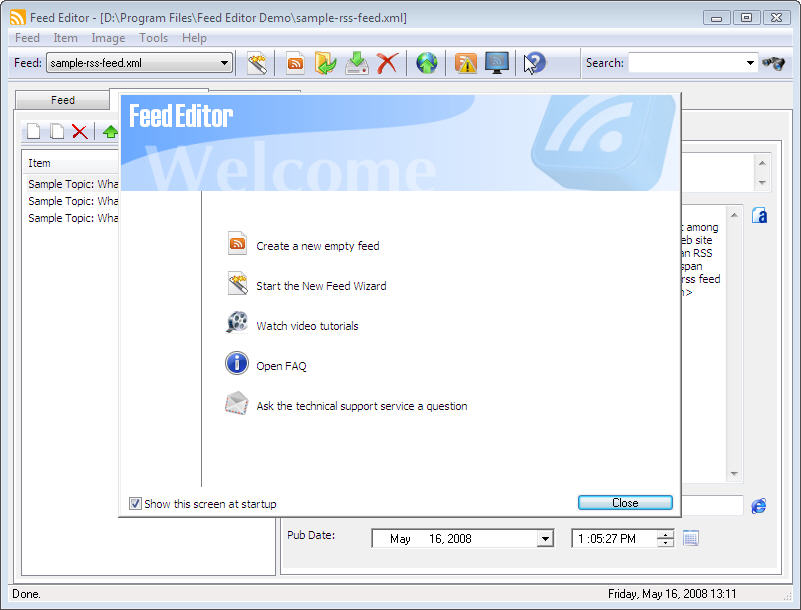 Feed Editor - [D:\Program Files\Feed Editor Demo\sample-rss-feed.xml]
Feed Item Image Tools Help
Feed: sample-rss-feed.xml Search:
Feed
Feed Editor
Welcome
Item
Sample Topic: Wha
Sample Topic: Wha
Sample Topic: Wha
among
site
RSS
span
rss feed
Create a new empty feed
Start the New Feed Wizard
Watch video tutorials
Open FAQ
Ask the technical support service a question
Show this screen at startup Close
Pub Date: May 16, 2008 1:05:27 PM
Done. Friday, May 16, 2008 13:11